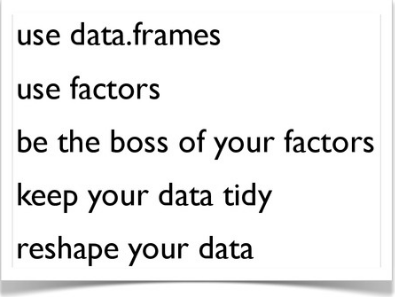 use data.frames
use factors
be the boss of your factors
keep your data tidy
reshape your data